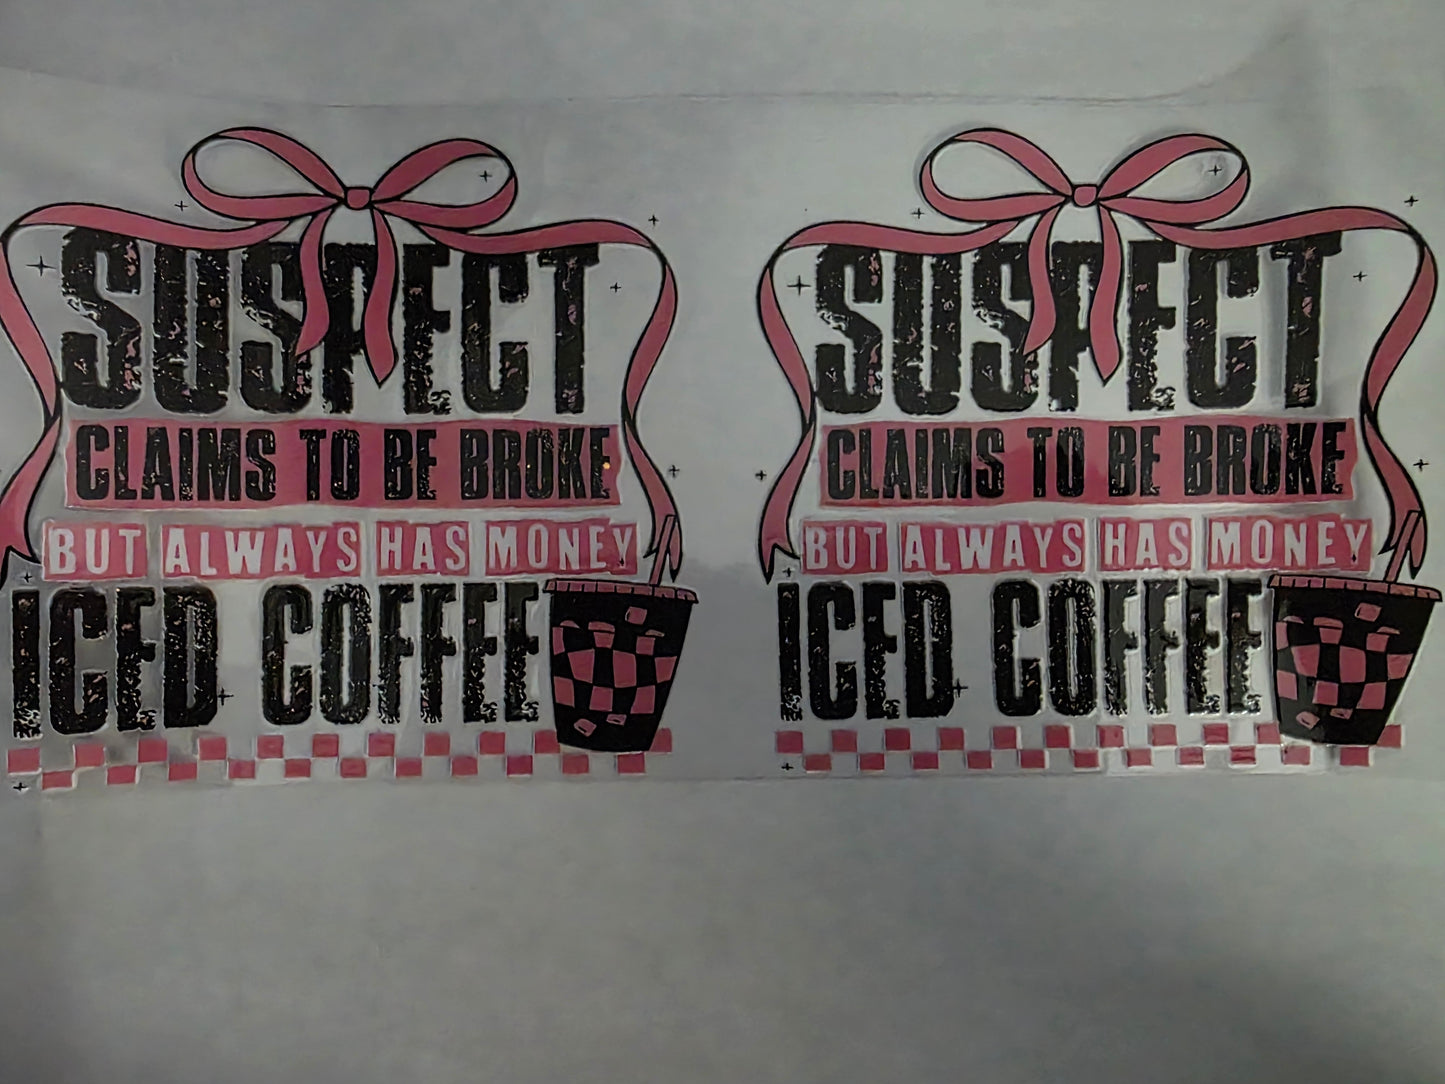 SUSPECT
CLAIMS TO BE BROKE
BUT ALWAYS HAS MONEY
ICED COFFEE
SUSPECT
CLAIMS TO BE BROKE
BUT ALWAYS HAS MONEY
ICED COFFEE